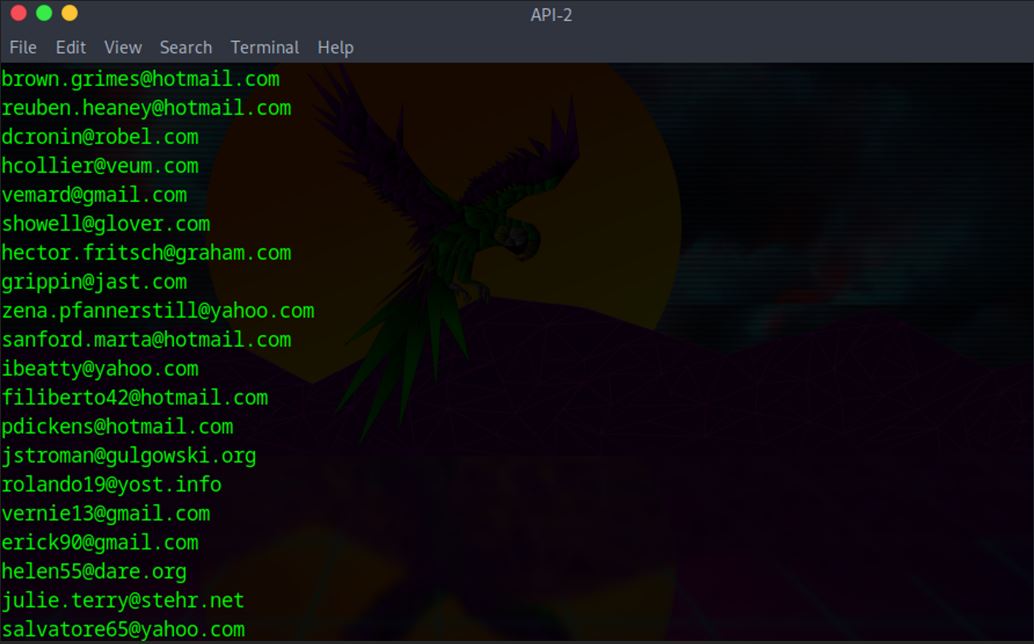 API-2
File Edit View Search Terminal Help
brown.grimes@hotmail.com
reuben.heaney@hotmail.com
dcronin@robel.com
hcollier@veum.com
vemard@gmail.com
showell@glover.com
hector.fritsch@graham.com
grippin@jast.com
zena.pfannerstill@yahoo.com
sanford.marta@hotmail.com
ibeatty@yahoo.com
filiberto42@hotmail.com
pdickens@hotmail.com
jstroman@gulgowski.org
rolando19@yost.info
vernie13@gmail.com
erick90@gmail.com
helen55@dare.org
julie.terry@stehr.net
salvatore65@yahoo.com